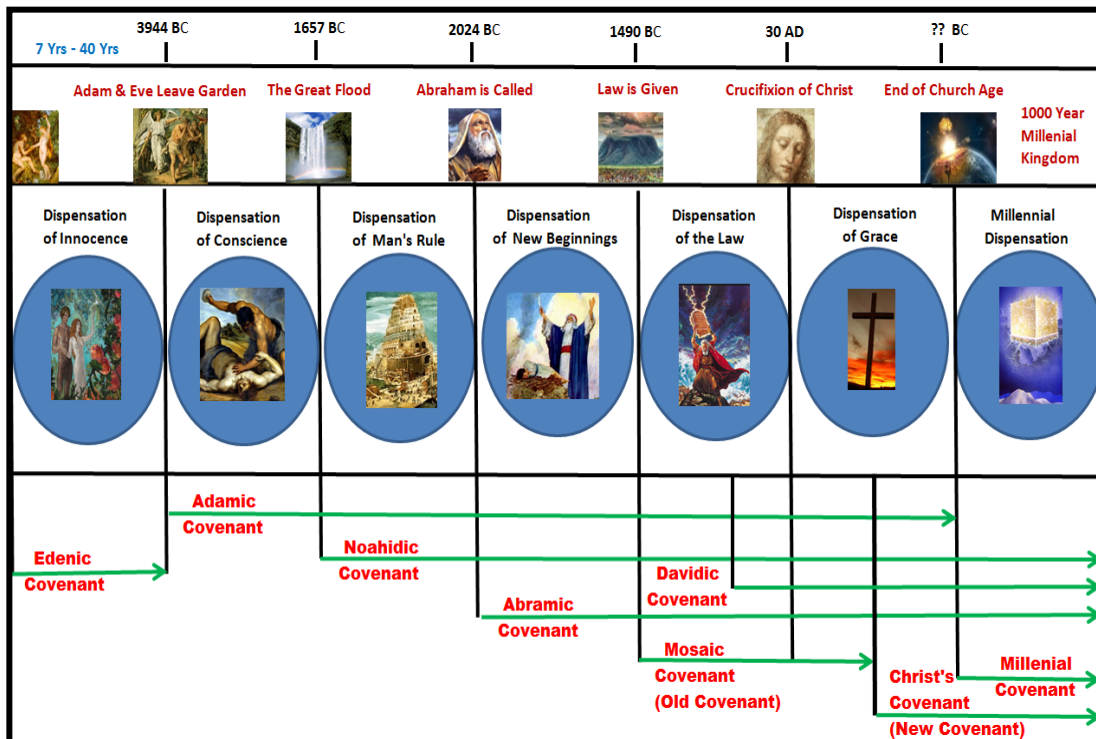 3944 BC
1657 BC
2024 BC
1490 BC
30 AD
?? BC
7 Yrs - 40 Yrs
Adam & Eve Leave Garden
The Great Flood
Abraham is Called
Law is Given
Crucifixion of Christ
End of Church Age
1000 Year
Millenial
Kingdom
Dispensation
of Innocence
Dispensation
of Conscience
Dispensation
of Man's Rule
Dispensation
of New Beginnings
Dispensation
of the Law
Dispensation
of Grace
Millennial
Dispensation
Adamic
Covenant
Edenic
Covenant
Noahidic
Covenant
Davidic
Covenant
Abramic
Covenant
Mosaic
Covenant
(Old Covenant)
Christ's
Covenant
(New Covenant)
Millenial
Covenant